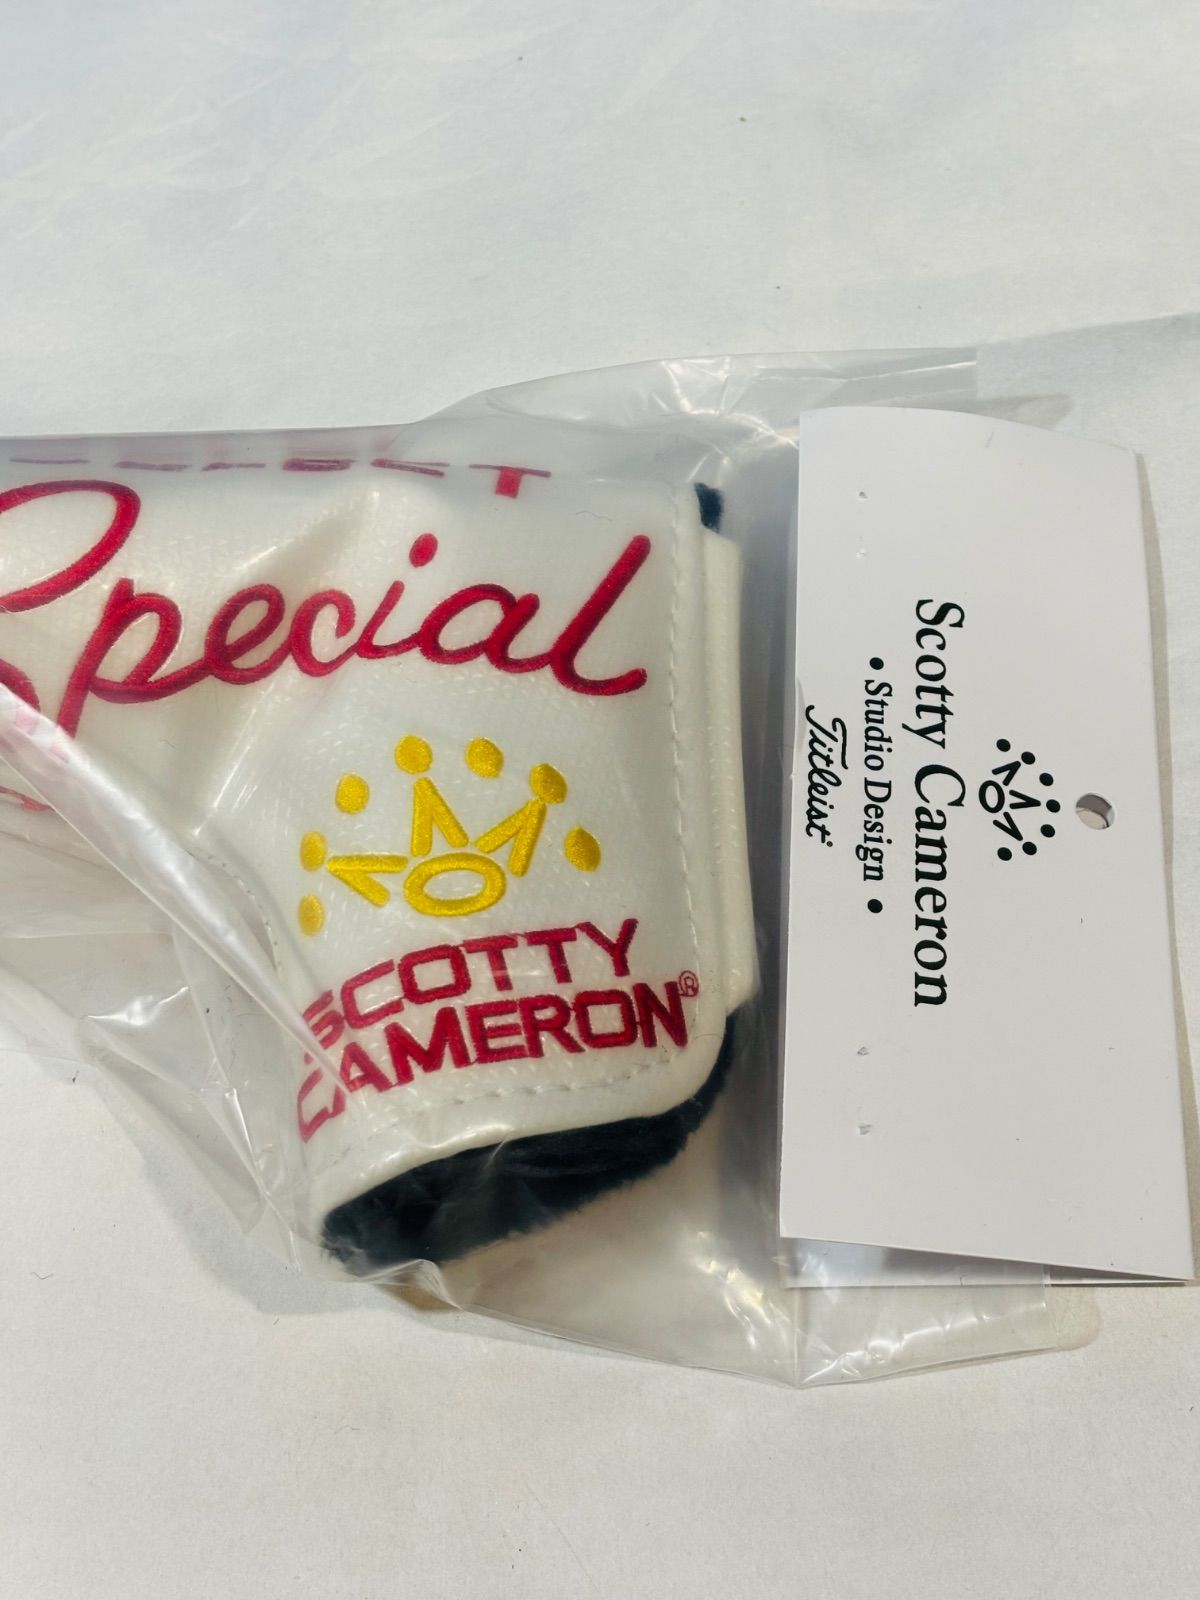 Special
SCOTTY
CAMERON®
Scotty Cameron
• Studio Design •
Titleist